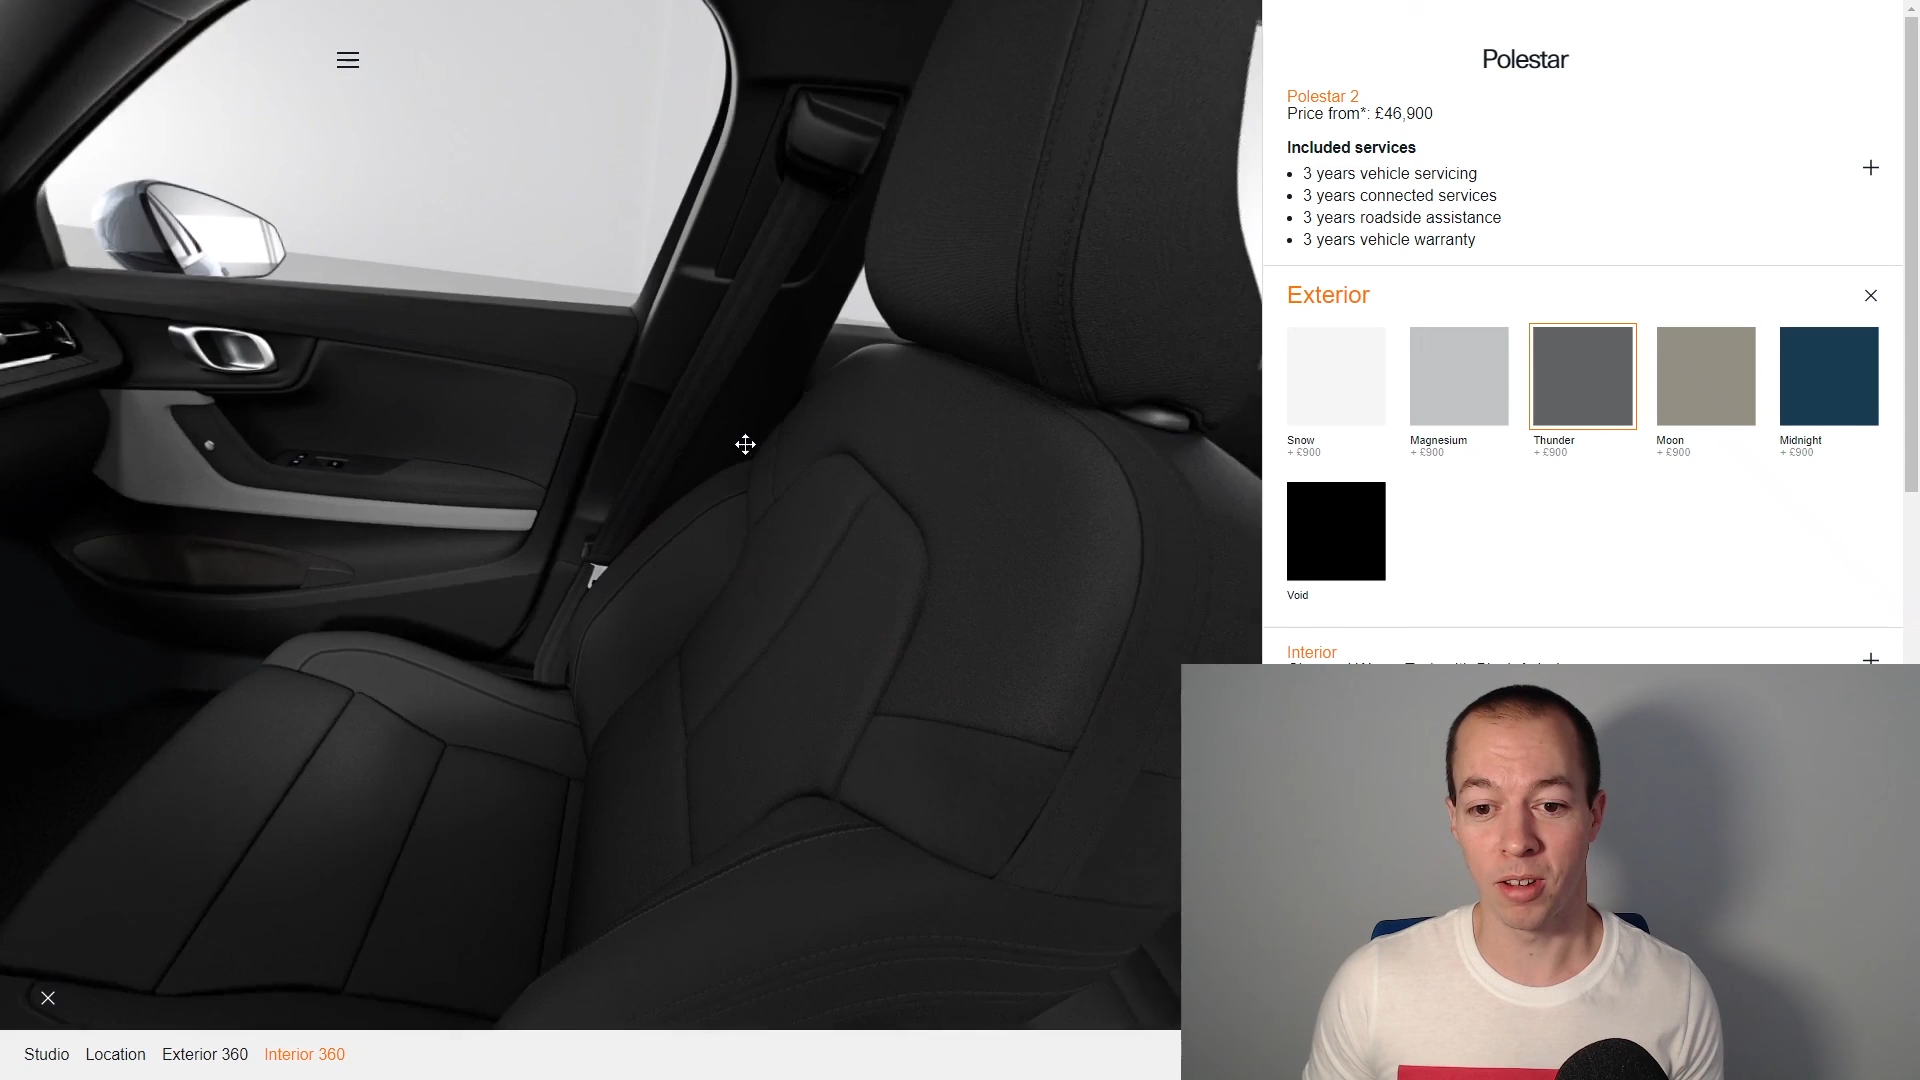 Polestar
Polestar 2
Price from*: £46,900
Included services
3 years vehicle servicing
3 years connected services
3 years roadside assistance
3 years vehicle warranty
Exterior
Snow
+ £900
Magnesium
+ £900
Thunder
+ £900
Moon
+ £900
Midnight
+ £900
Void
Interior
Studio Location Exterior 360 Interior 360